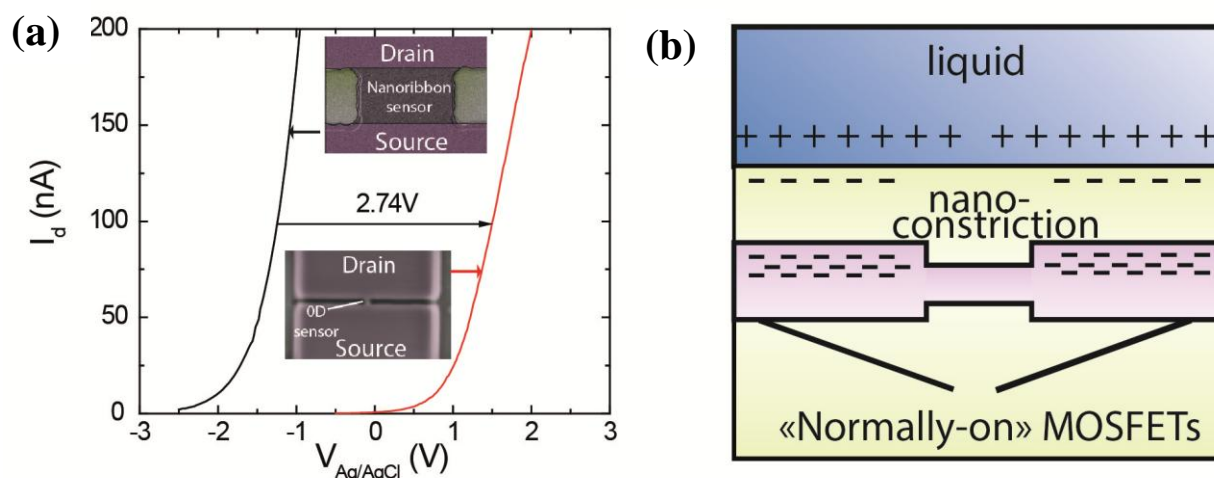 (a)
200
150
100
50
0
I_d (nA)
-3
-2
-1
0
1
2
3
V_Ag/AgCl (V)
Drain
Nanoribbon
sensor
Source
2.74V
Drain
0D
sensor
Source
(b)
liquid
+ + + + + + + + + + + + +
nano-
constriction
«Normally-on» MOSFETs